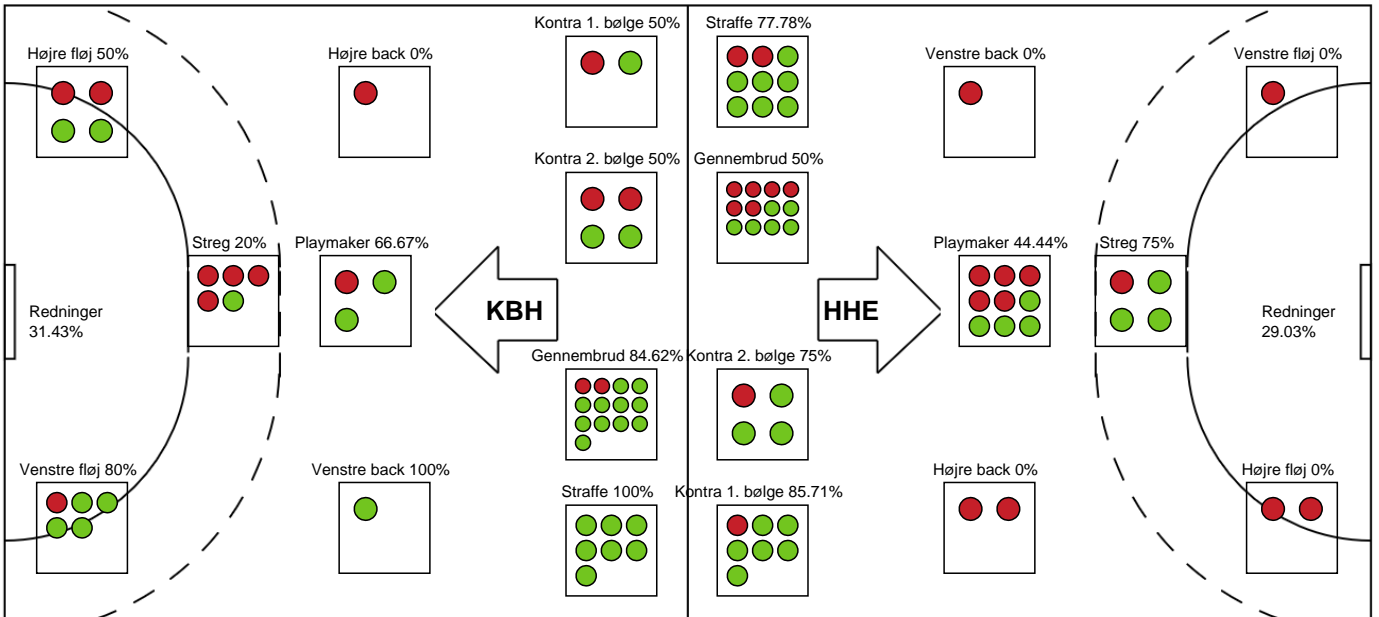 Kontra 1. bølge 50%
Straffe 77.78%
Højre fløj 50%
Højre back 0%
Venstre back 0%
Venstre fløj 0%
Kontra 2. bølge 50%
Gennembrud 50%
Streg 20%
Playmaker 66.67%
Playmaker 44.44%
Streg 75%
Redninger
31.43%
KBH
HHE
Redninger
29.03%
Gennembrud 84.62%
Kontra 2. bølge 75%
Venstre fløj 80%
Venstre back 100%
Højre back 0%
Højre fløj 0%
Straffe 100%
Kontra 1. bølge 85.71%